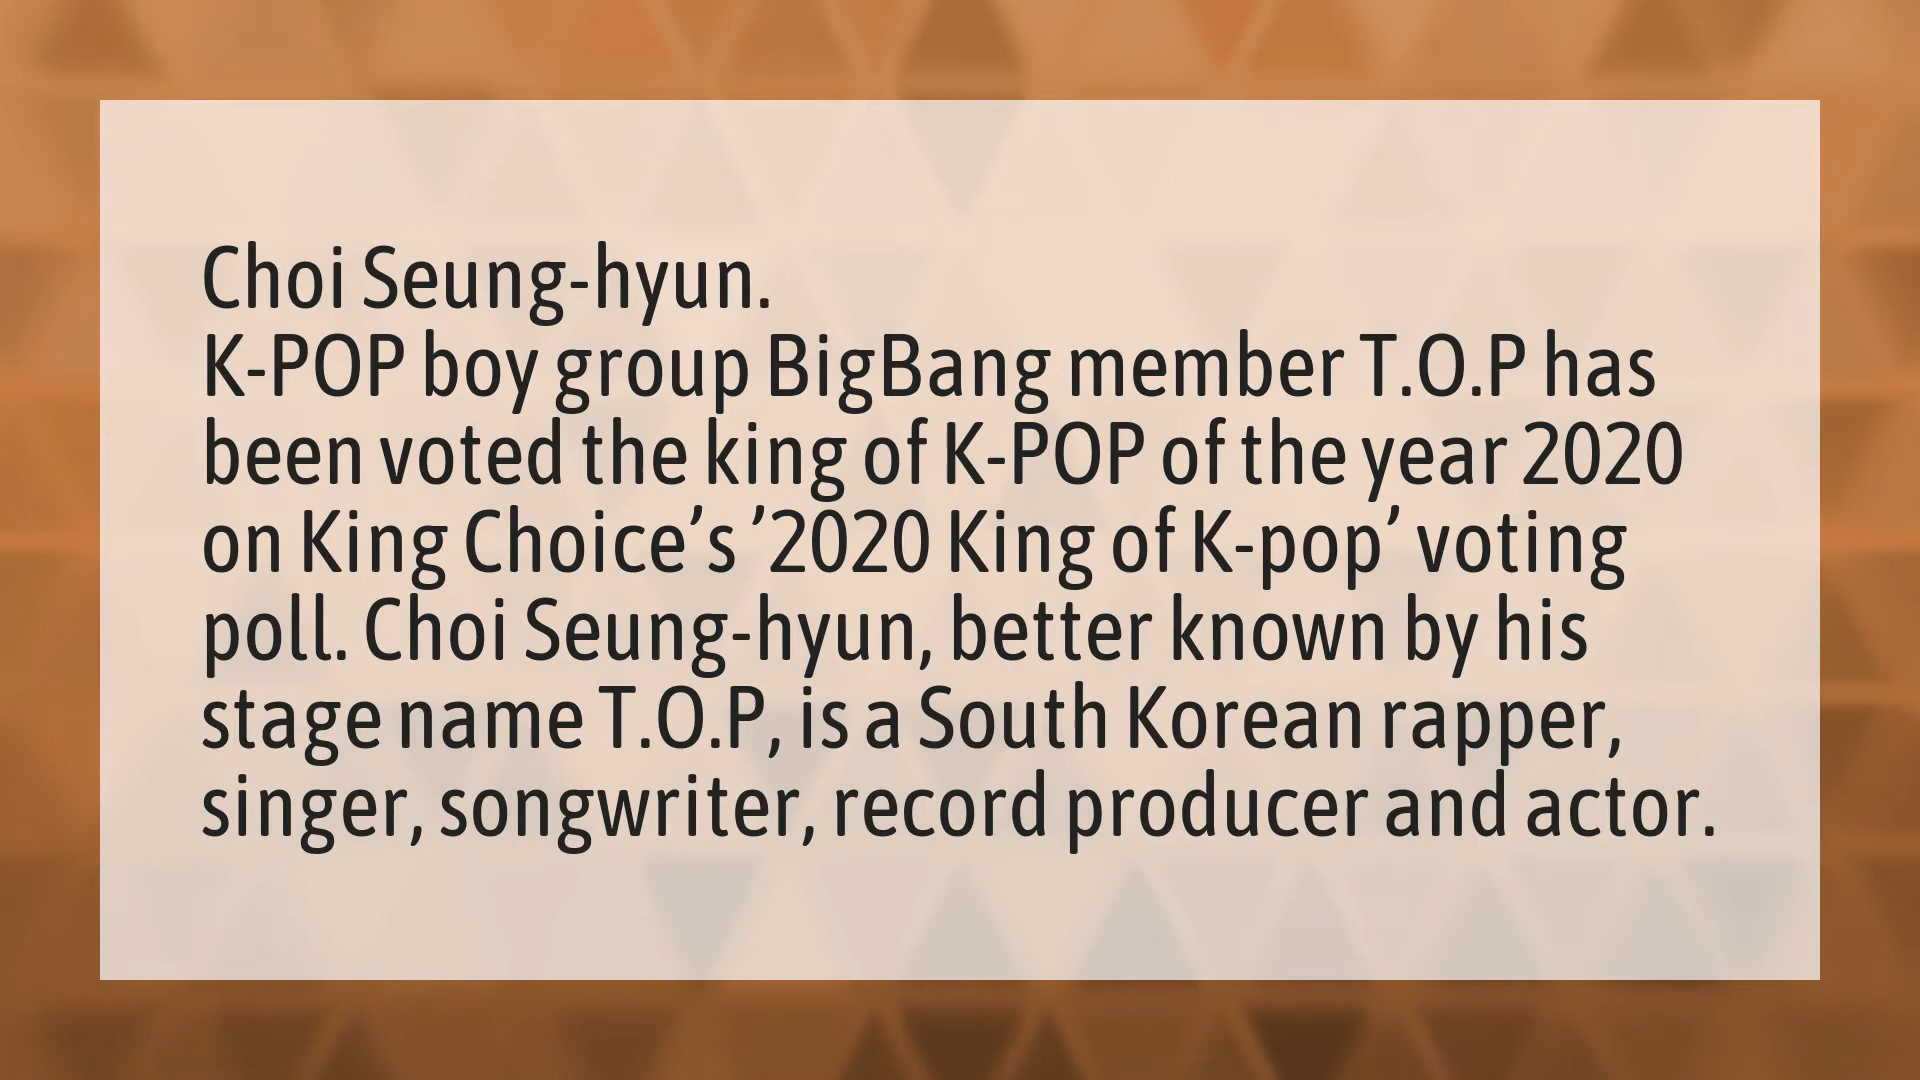 Choi Seung-hyun.
K-POP boy group BigBang member T.O.P has
been voted the king of K-POP of the year 2020
on King Choice’s ’2020 King of K-pop’ voting
poll. Choi Seung-hyun, better known by his
stage name T.O.P, is a South Korean rapper,
singer, songwriter, record producer and actor.